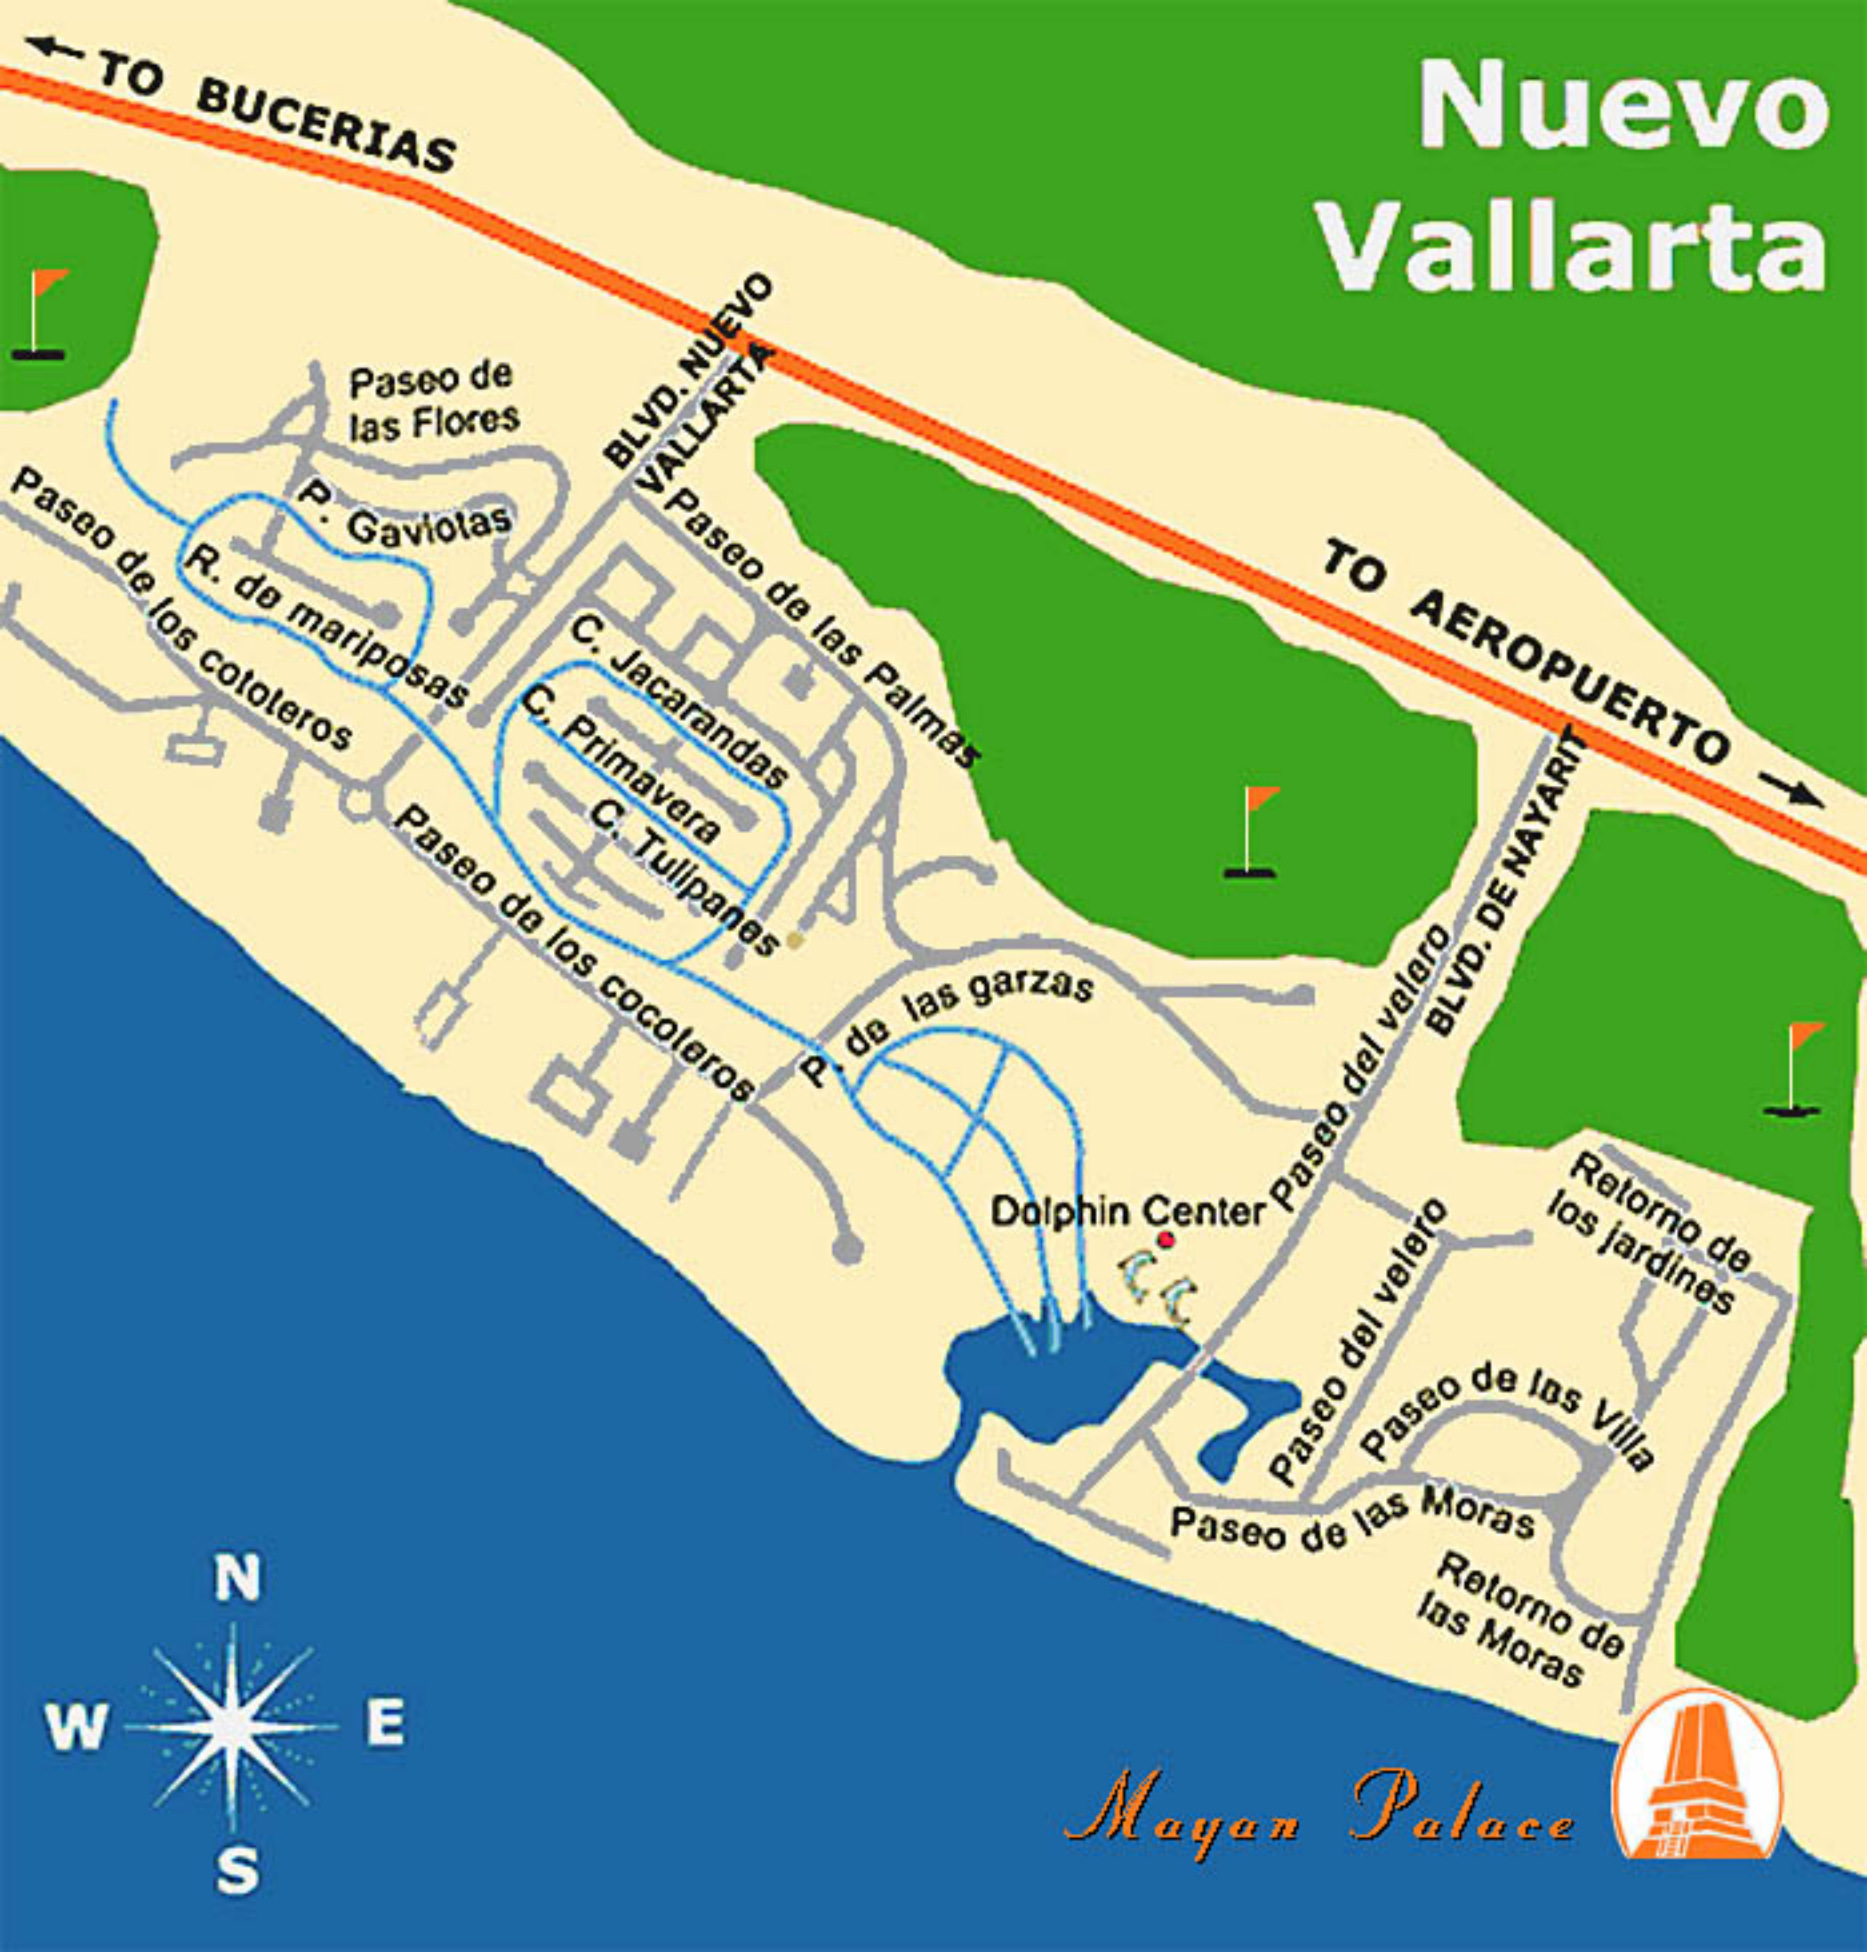 TO BUCERIAS
Nuevo
Vallarta
BLVD. NUEVO
VALLARTA
Paseo de
las Flores
P. Gaviotas
Paseo de los cototeros
R. de mariposas
Paseo de las Palmas
C. Jacarandas
C. Primavera
C. Tulipanes
TO AEROPUERTO
BLVD. DE NAYARIT
Paseo del velaro
Paseo de los cocoleros
P. de las garzas
Dolphin Center
Retorno de
los jardines
Paseo del velero
Paseo de las Villa
Paseo de las Moras
Retorno de
las Moras
N
W E
S
Mayan Palace